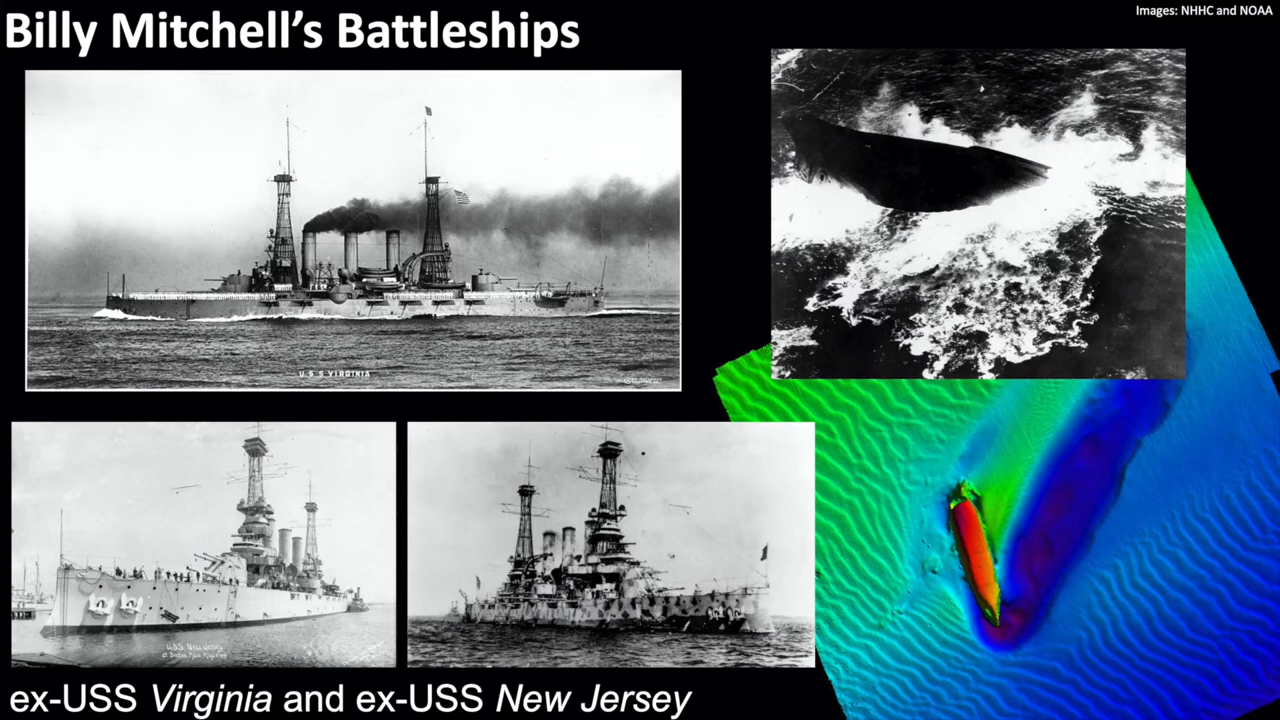 Images: NHHC and NOAA
Billy Mitchell's Battleships
U S S VIRGINIA
U.S.S. New Jersey
ex-USS Virginia and ex-USS New Jersey